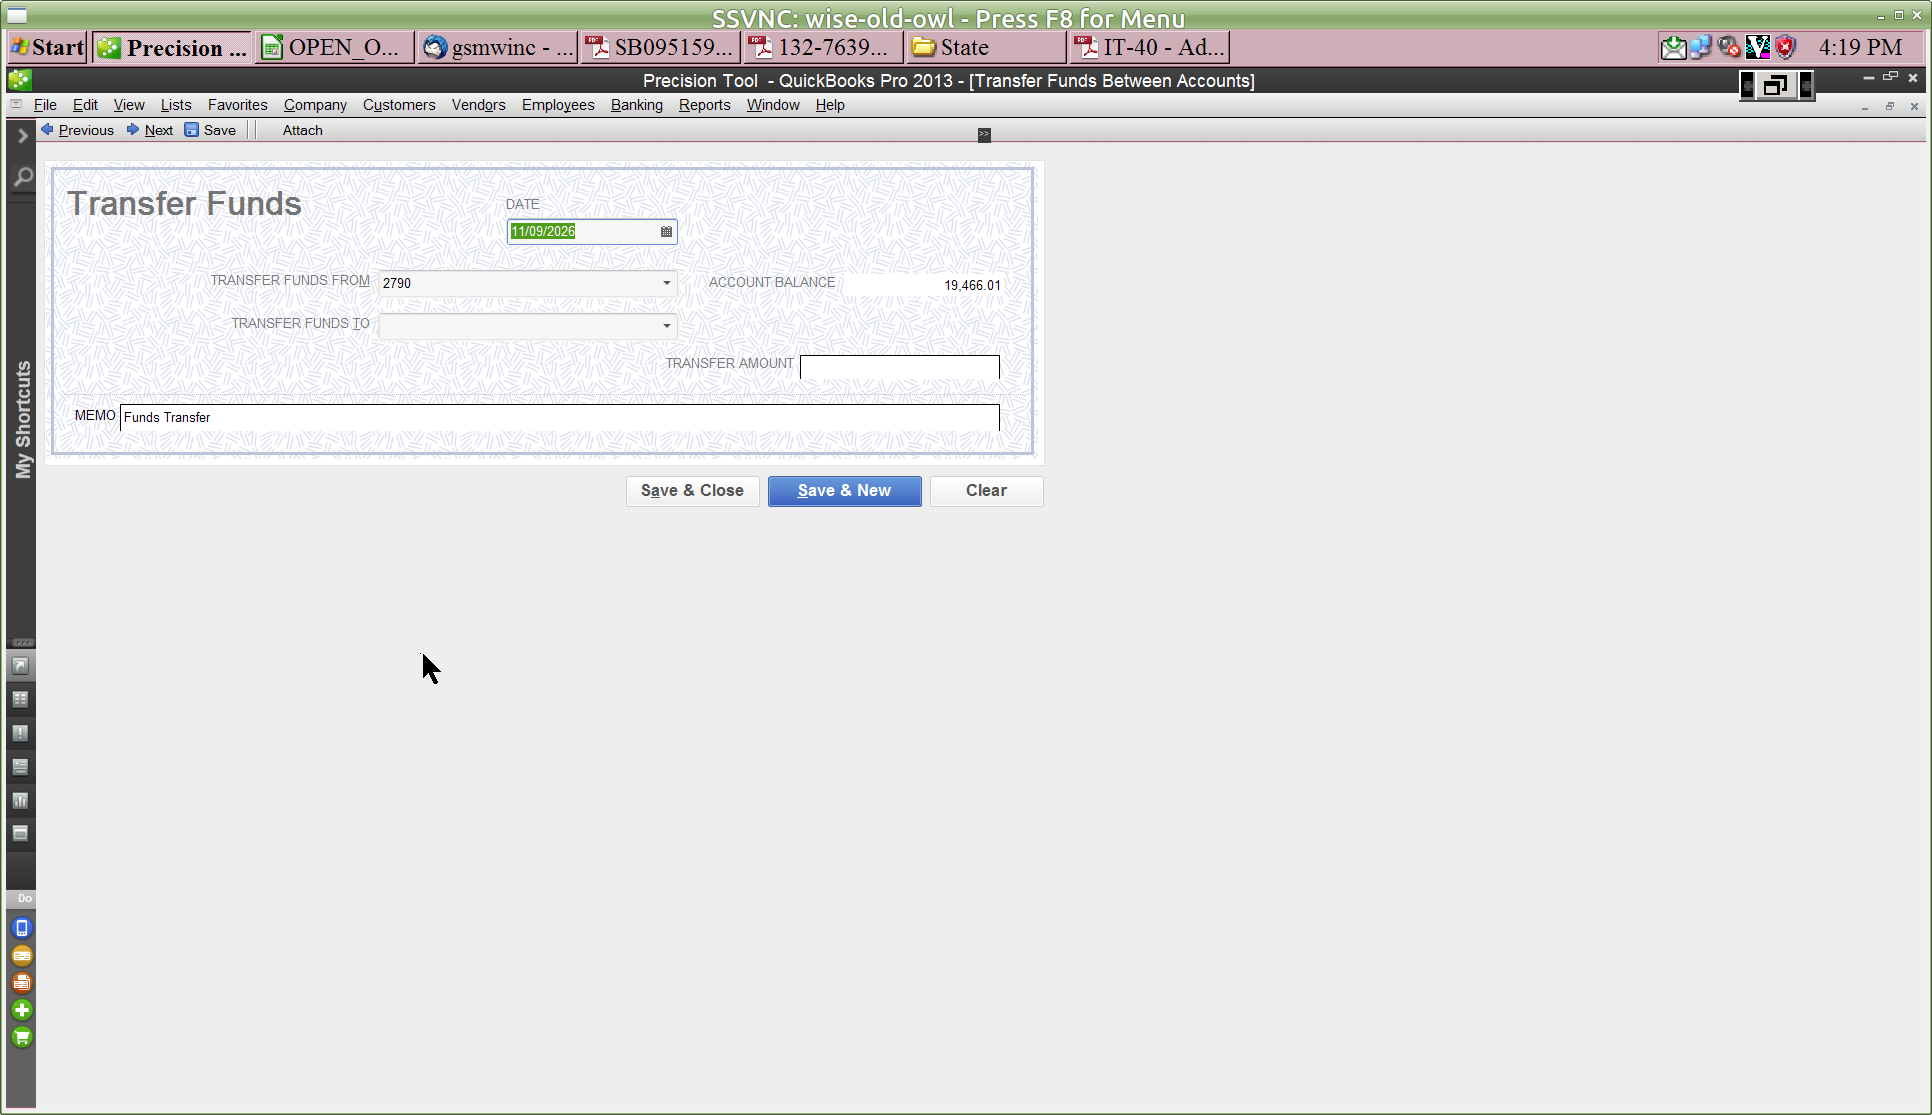 SSVNC: wise-old-owl - Press F8 for Menu
Start Precision ... OPEN_O... gsmwinc - ... SB095159... 132-7639... State IT-40 - Ad... 4:19 PM
Precision Tool - QuickBooks Pro 2013 - [Transfer Funds Between Accounts]
File Edit View Lists Favorites Company Customers Vendors Employees Banking Reports Window Help
Previous Next Save Attach
>>
Transfer Funds
DATE
11/09/2026
TRANSFER FUNDS FROM 2790 ACCOUNT BALANCE 19,466.01
TRANSFER FUNDS TO
TRANSFER AMOUNT
MEMO Funds Transfer
Save & Close Save & New Clear
My Shortcuts
Do